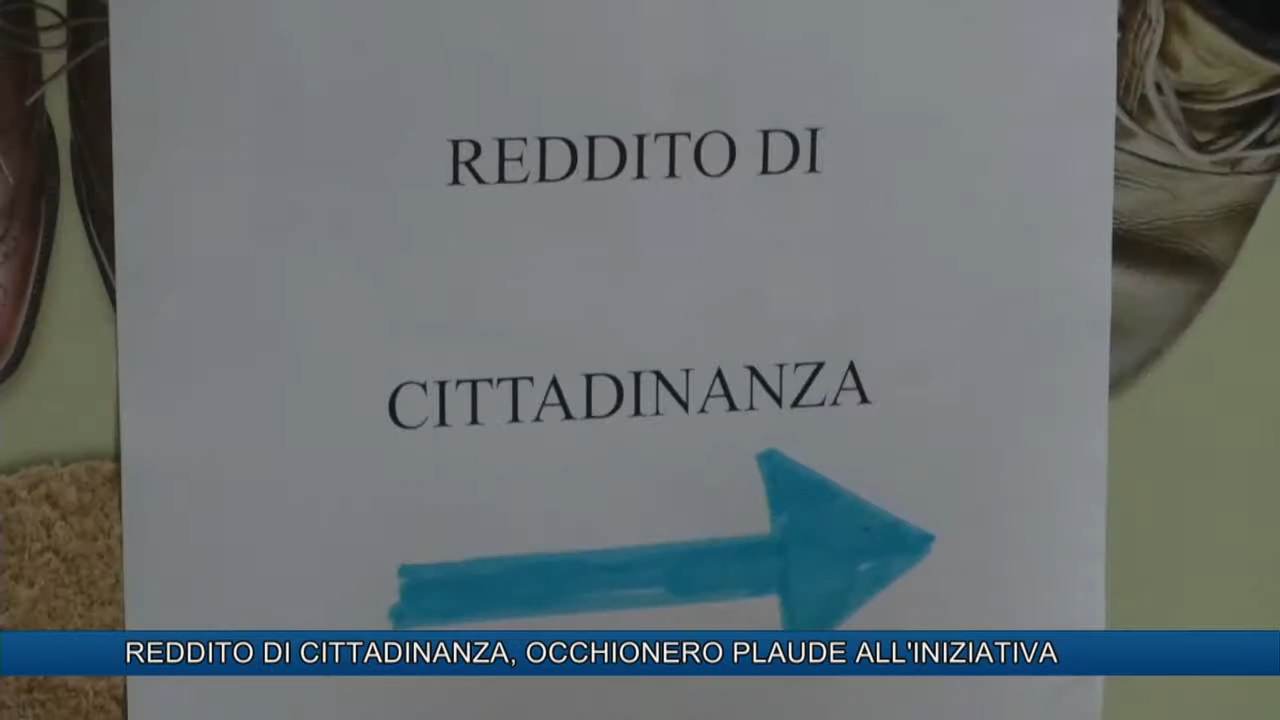 REDDITO DI
CITTADINANZA
REDDITO DI CITTADINANZA, OCCHIONERO PLAUDE ALL'INIZIATIVA